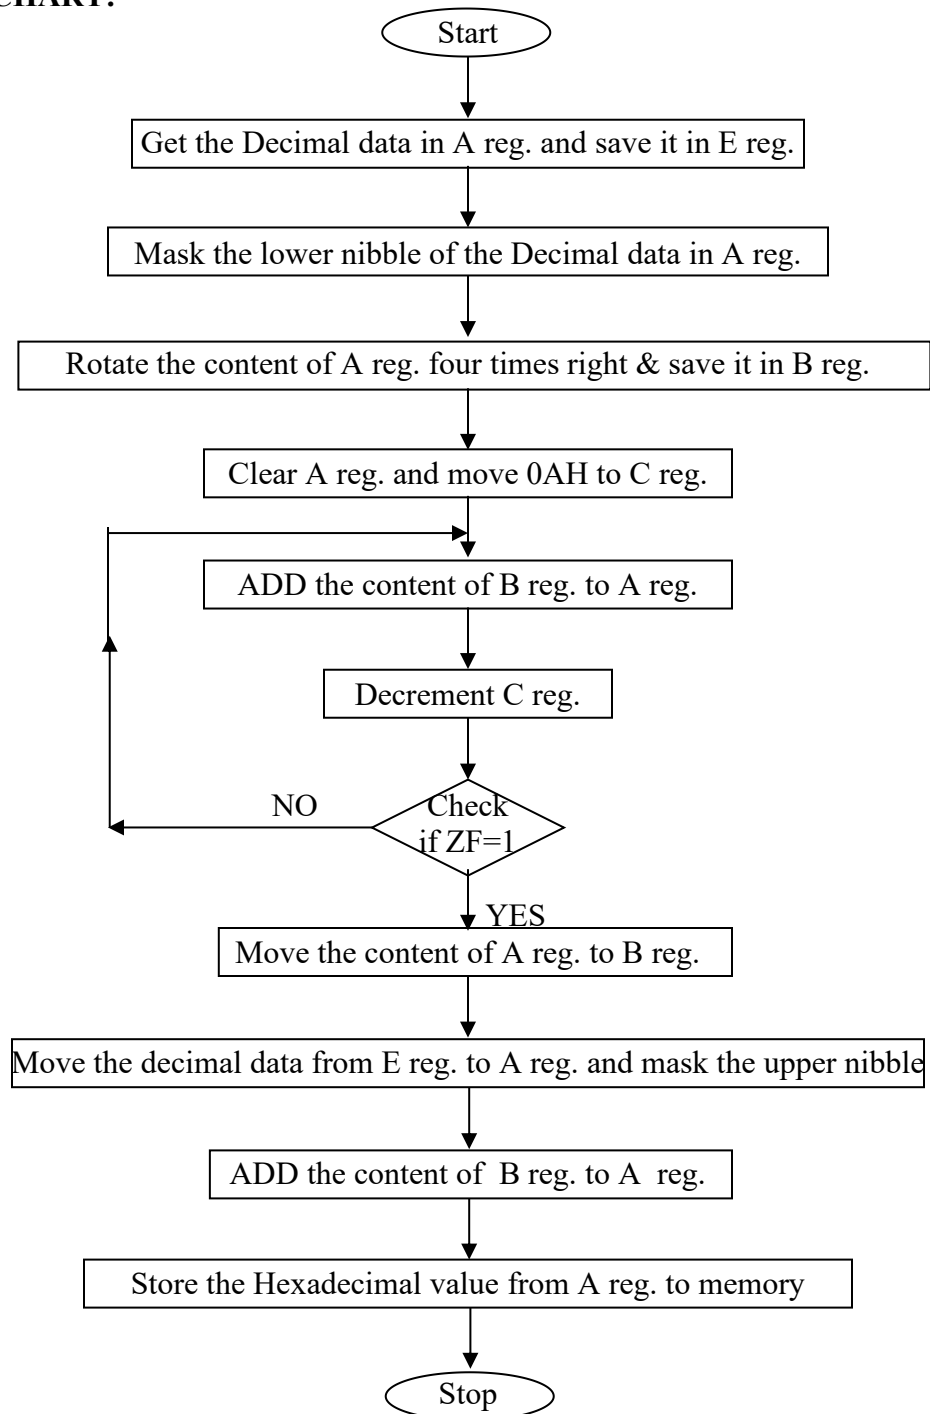 CHART:
Start
Get the Decimal data in A reg. and save it in E reg.
Mask the lower nibble of the Decimal data in A reg.
Rotate the content of A reg. four times right & save it in B reg.
Clear A reg. and move 0AH to C reg.
ADD the content of B reg. to A reg.
Decrement C reg.
NO
Check
if ZF=1
YES
Move the content of A reg. to B reg.
Move the decimal data from E reg. to A reg. and mask the upper nibble
ADD the content of B reg. to A reg.
Store the Hexadecimal value from A reg. to memory
Stop